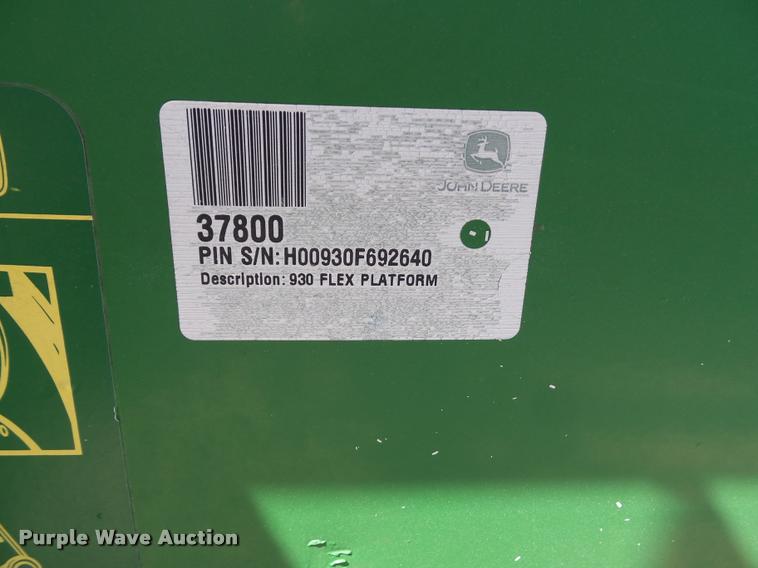 JOHN DEERE
37800
PIN S/N: H00930F692640
Description: 930 FLEX PLATFORM
Purple Wave Auction